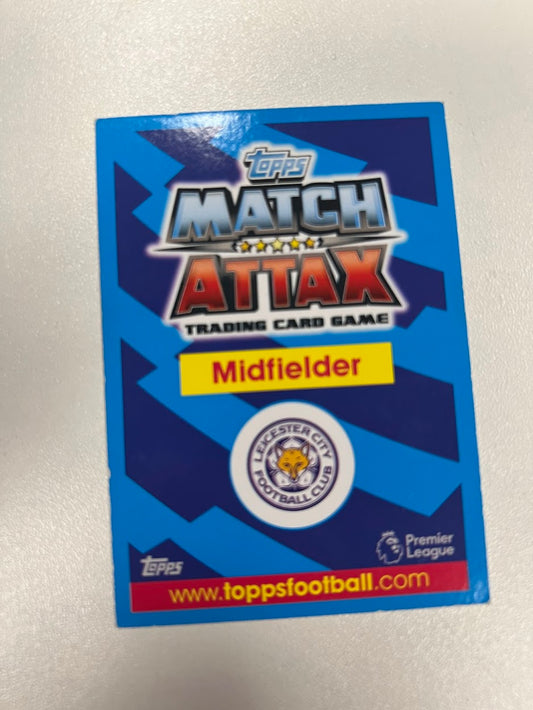 topps
MATCH
ATTAX
TRADING CARD GAME
Midfielder
LEICESTER CITY
FOOTBALL CLUB
Premier
League
topps
www.toppsfootball.com